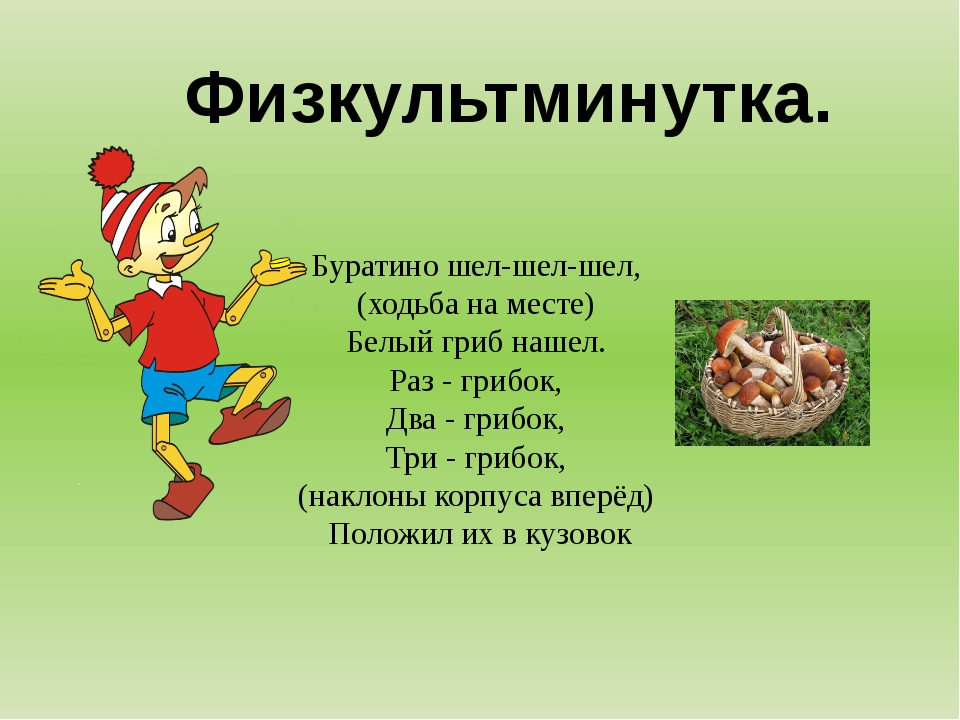 Физкультминутка.
Буратино шел-шел-шел,
(ходьба на месте)
Белый гриб нашел.
Раз - грибок,
Два - грибок,
Три - грибок,
(наклоны корпуса вперёд)
Положил их в кузовок